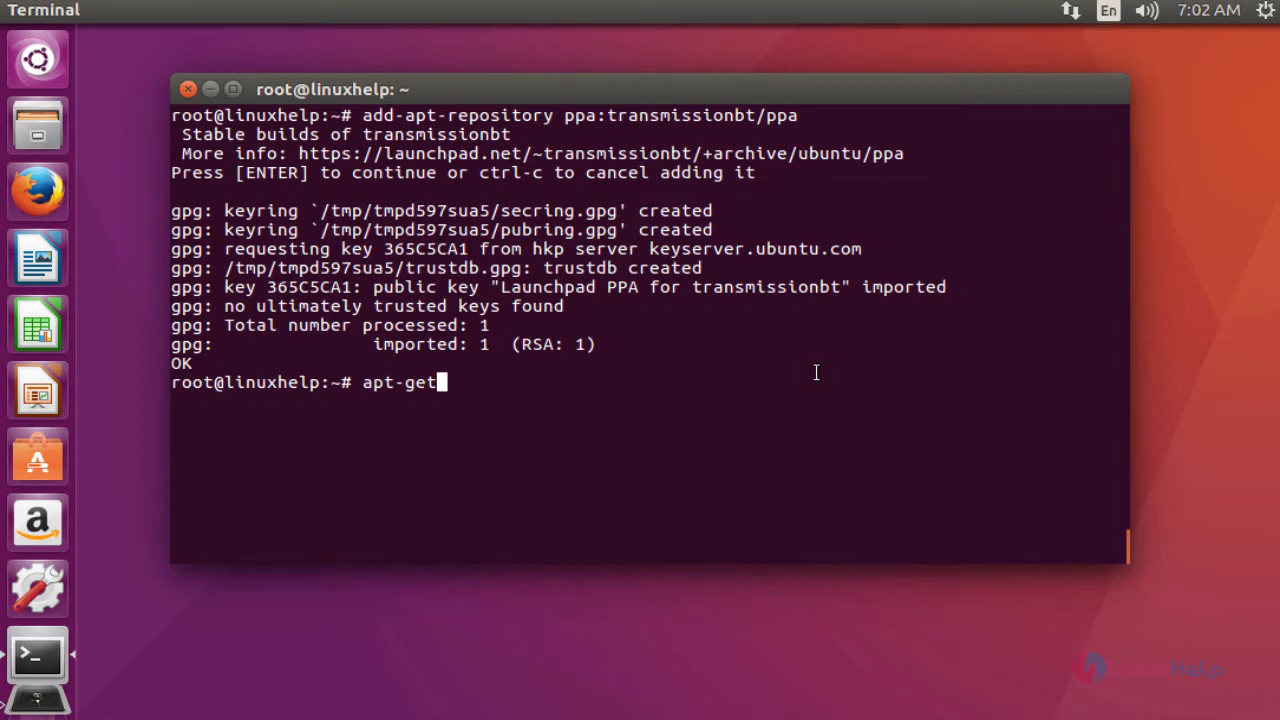 Terminal
En
7:02 AM
root@linuxhelp: ~
root@linuxhelp:~# add-apt-repository ppa:transmissionbt/ppa
Stable builds of transmissionbt
More info: https://launchpad.net/~transmissionbt/+archive/ubuntu/ppa
Press [ENTER] to continue or ctrl-c to cancel adding it
gpg: keyring `/tmp/tmpd597sua5/secring.gpg' created
gpg: keyring `/tmp/tmpd597sua5/pubring.gpg' created
gpg: requesting key 365C5CA1 from hkp server keyserver.ubuntu.com
gpg: /tmp/tmpd597sua5/trustdb.gpg: trustdb created
gpg: key 365C5CA1: public key "Launchpad PPA for transmissionbt" imported
gpg: no ultimately trusted keys found
gpg: Total number processed: 1
gpg:               imported: 1  (RSA: 1)
OK
root@linuxhelp:~# apt-get